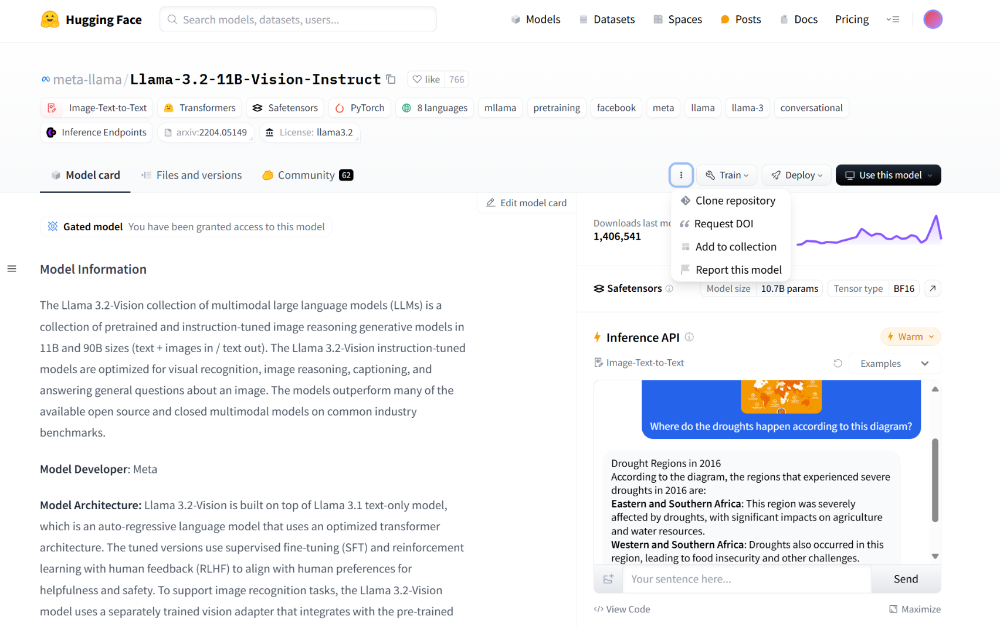 Hugging Face
Search models, datasets, users...
Models
Datasets
Spaces
Posts
Docs
Pricing
meta-llama/Llama-3.2-11B-Vision-Instruct
like 766
Image-Text-to-Text
Transformers
Safetensors
PyTorch
8 languages
mllama
pretraining
facebook
meta
llama
llama-3
conversational
Inference Endpoints
arxiv:2204.05149
License: llama3.2
Model card
Files and versions
Community 62
Train
Deploy
Use this model
Clone repository
Request DOI
Add to collection
Report this model
Edit model card
Gated model You have been granted access to this model
Model Information
The Llama 3.2-Vision collection of multimodal large language models (LLMs) is a
collection of pretrained and instruction-tuned image reasoning generative models in
11B and 90B sizes (text + images in / text out). The Llama 3.2-Vision instruction-tuned
models are optimized for visual recognition, image reasoning, captioning, and
answering general questions about an image. The models outperform many of the
available open source and closed multimodal models on common industry
benchmarks.
Model Developer: Meta
Model Architecture: Llama 3.2-Vision is built on top of Llama 3.1 text-only model,
which is an auto-regressive language model that uses an optimized transformer
architecture. The tuned versions use supervised fine-tuning (SFT) and reinforcement
learning with human feedback (RLHF) to align with human preferences for
helpfulness and safety. To support image recognition tasks, the Llama 3.2-Vision
model uses a separately trained vision adapter that integrates with the pre-trained
Downloads last mo
1,406,541
Safetensors
Model size 10.7B params
Tensor type BF16
Inference API
Warm
Image-Text-to-Text
Examples
Where do the droughts happen according to this diagram?
Drought Regions in 2016
According to the diagram, the regions that experienced severe
droughts in 2016 are:
Eastern and Southern Africa: This region was severely
affected by droughts, with significant impacts on agriculture
and water resources.
Western and Southern Africa: Droughts also occurred in this
region, leading to food insecurity and other challenges.
Your sentence here...
Send
</> View Code
Maximize